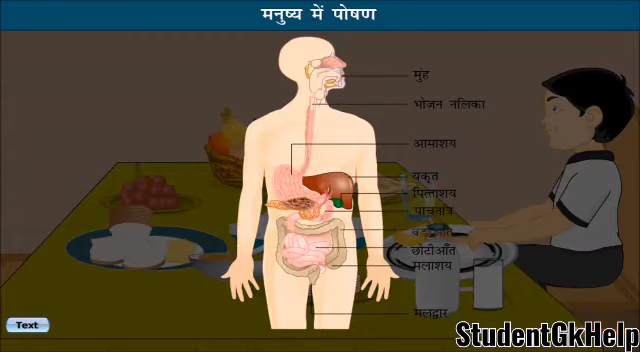 मनुष्य में पोषण
मुंह
भोजन नलिका
आमाशय
यकृत
पित्ताशय
छोटीआँत
मलाशय
मलद्वार
Text
StudentGkHelp